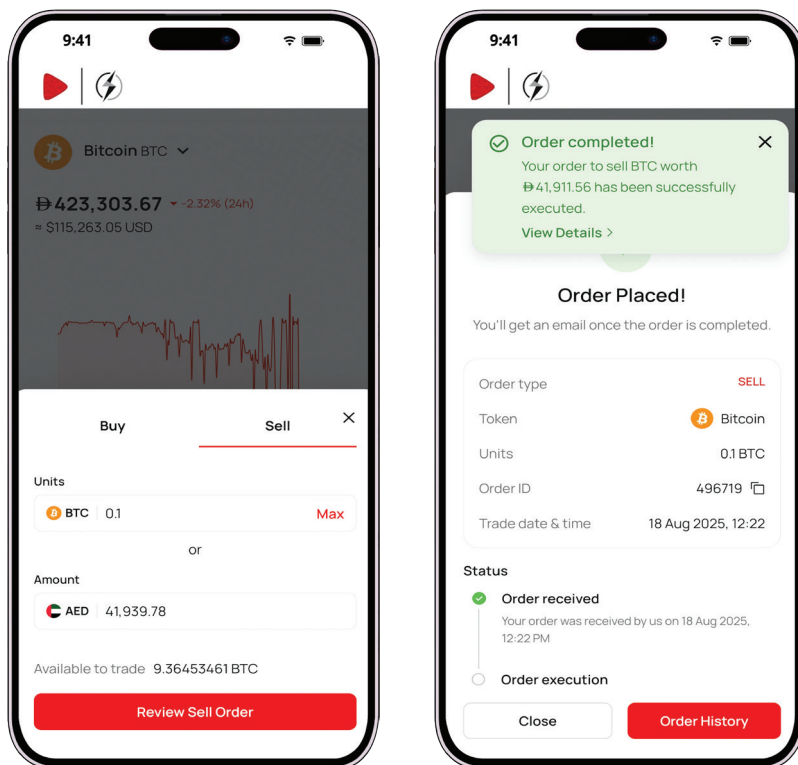 9:41
Bitcoin BTC
423,303.67 -2.32% (24h)
≈ $115,263.05 USD
Buy
Sell
Units
BTC 0.1
Max
or
Amount
AED 41,939.78
Available to trade 9.36453461 BTC
Review Sell Order
9:41
Order completed!
Your order to sell BTC worth
41,911.56 has been successfully
executed.
View Details >
Order Placed!
You'll get an email once the order is completed.
Order type SELL
Token Bitcoin
Units 0.1 BTC
Order ID 496719
Trade date & time 18 Aug 2025, 12:22
Status
Order received
Your order was received by us on 18 Aug 2025,
12:22 PM
Order execution
Close
Order History